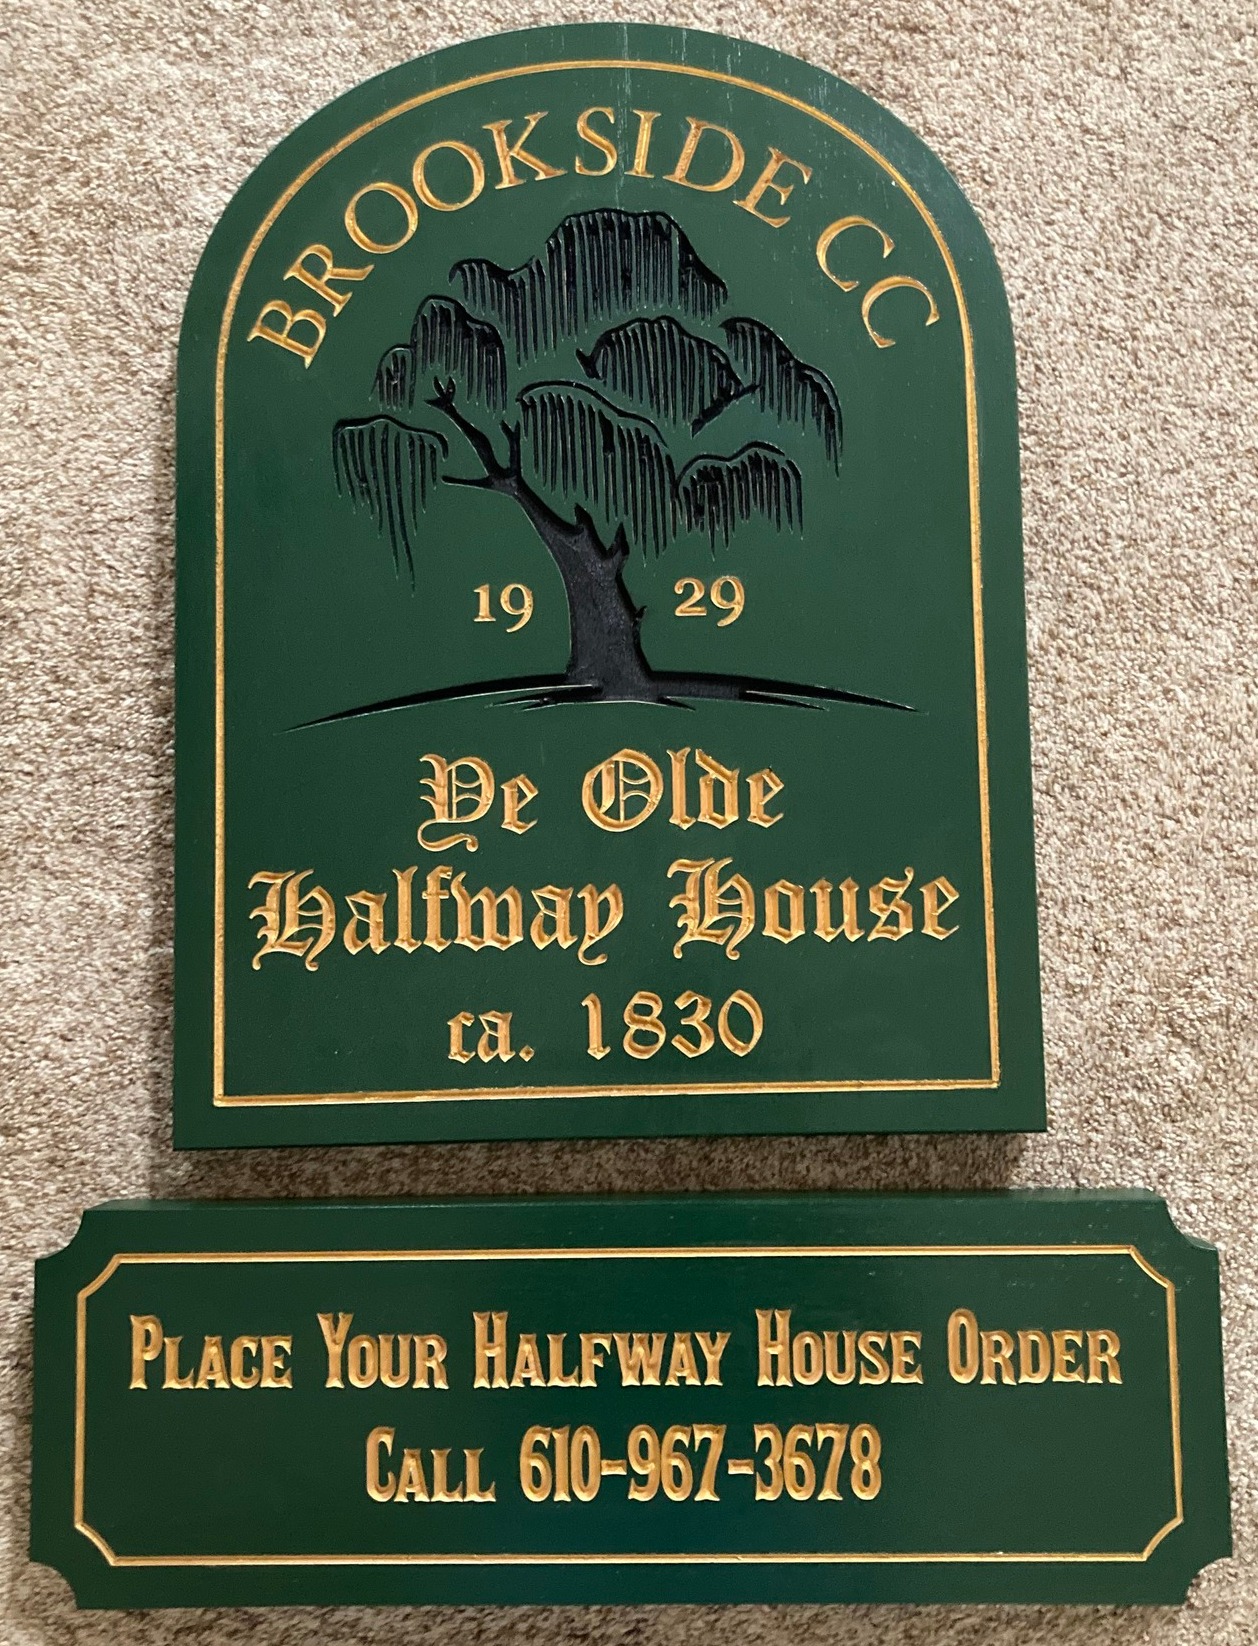 BROOKSIDE CC
19 29
Ye Olde
Halfway House
ca. 1830
PLACE YOUR HALFWAY HOUSE ORDER
CALL 610-967-3678